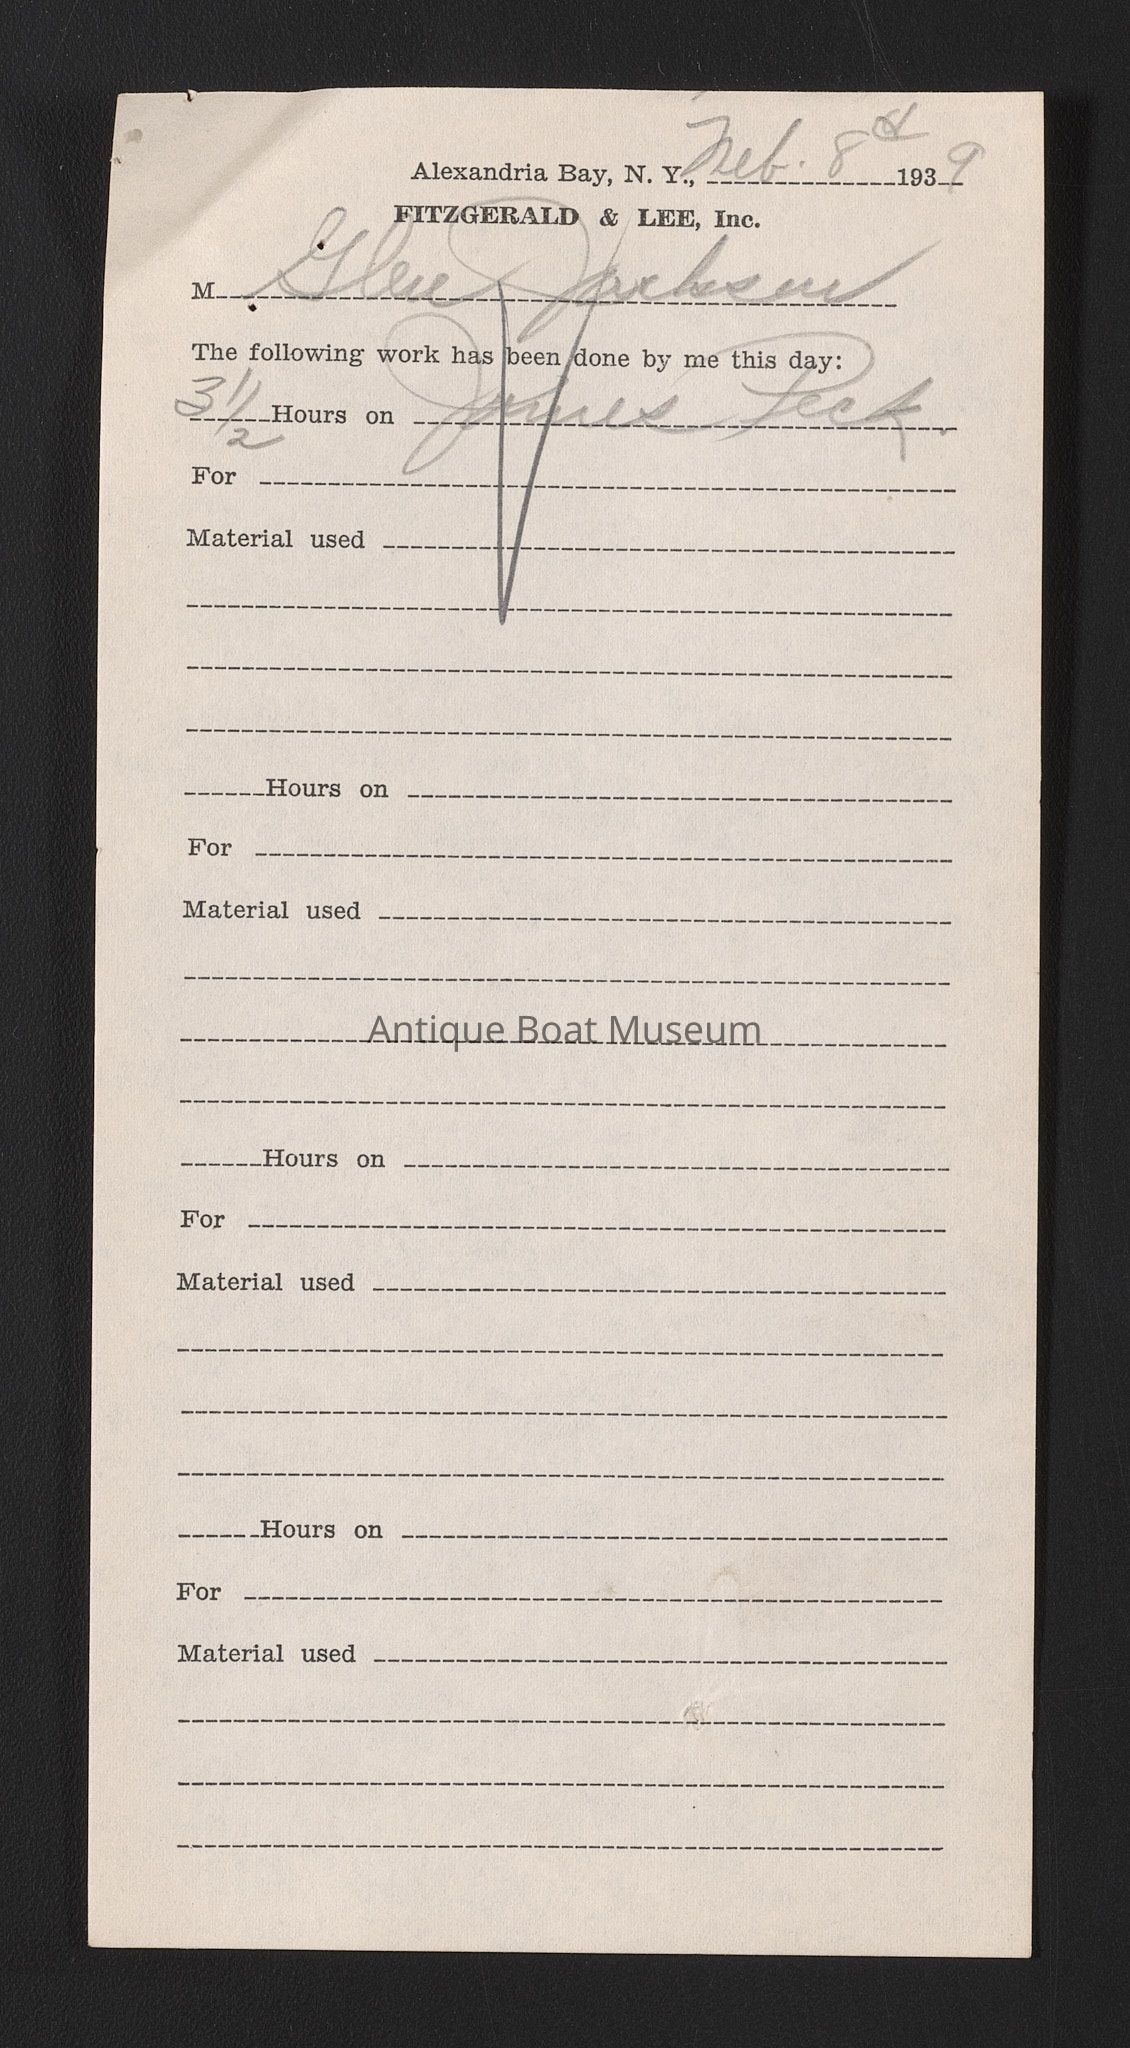 Alexandria Bay, N. Y., Feb. 8th 1939
FITZGERALD & LEE, Inc.
M Glen Jackson
The following work has been done by me this day:
3 1/2 Hours on James Peck.
For
Material used
Hours on
For
Material used
Antique Boat Museum
Hours on
For
Material used
Hours on
For
Material used